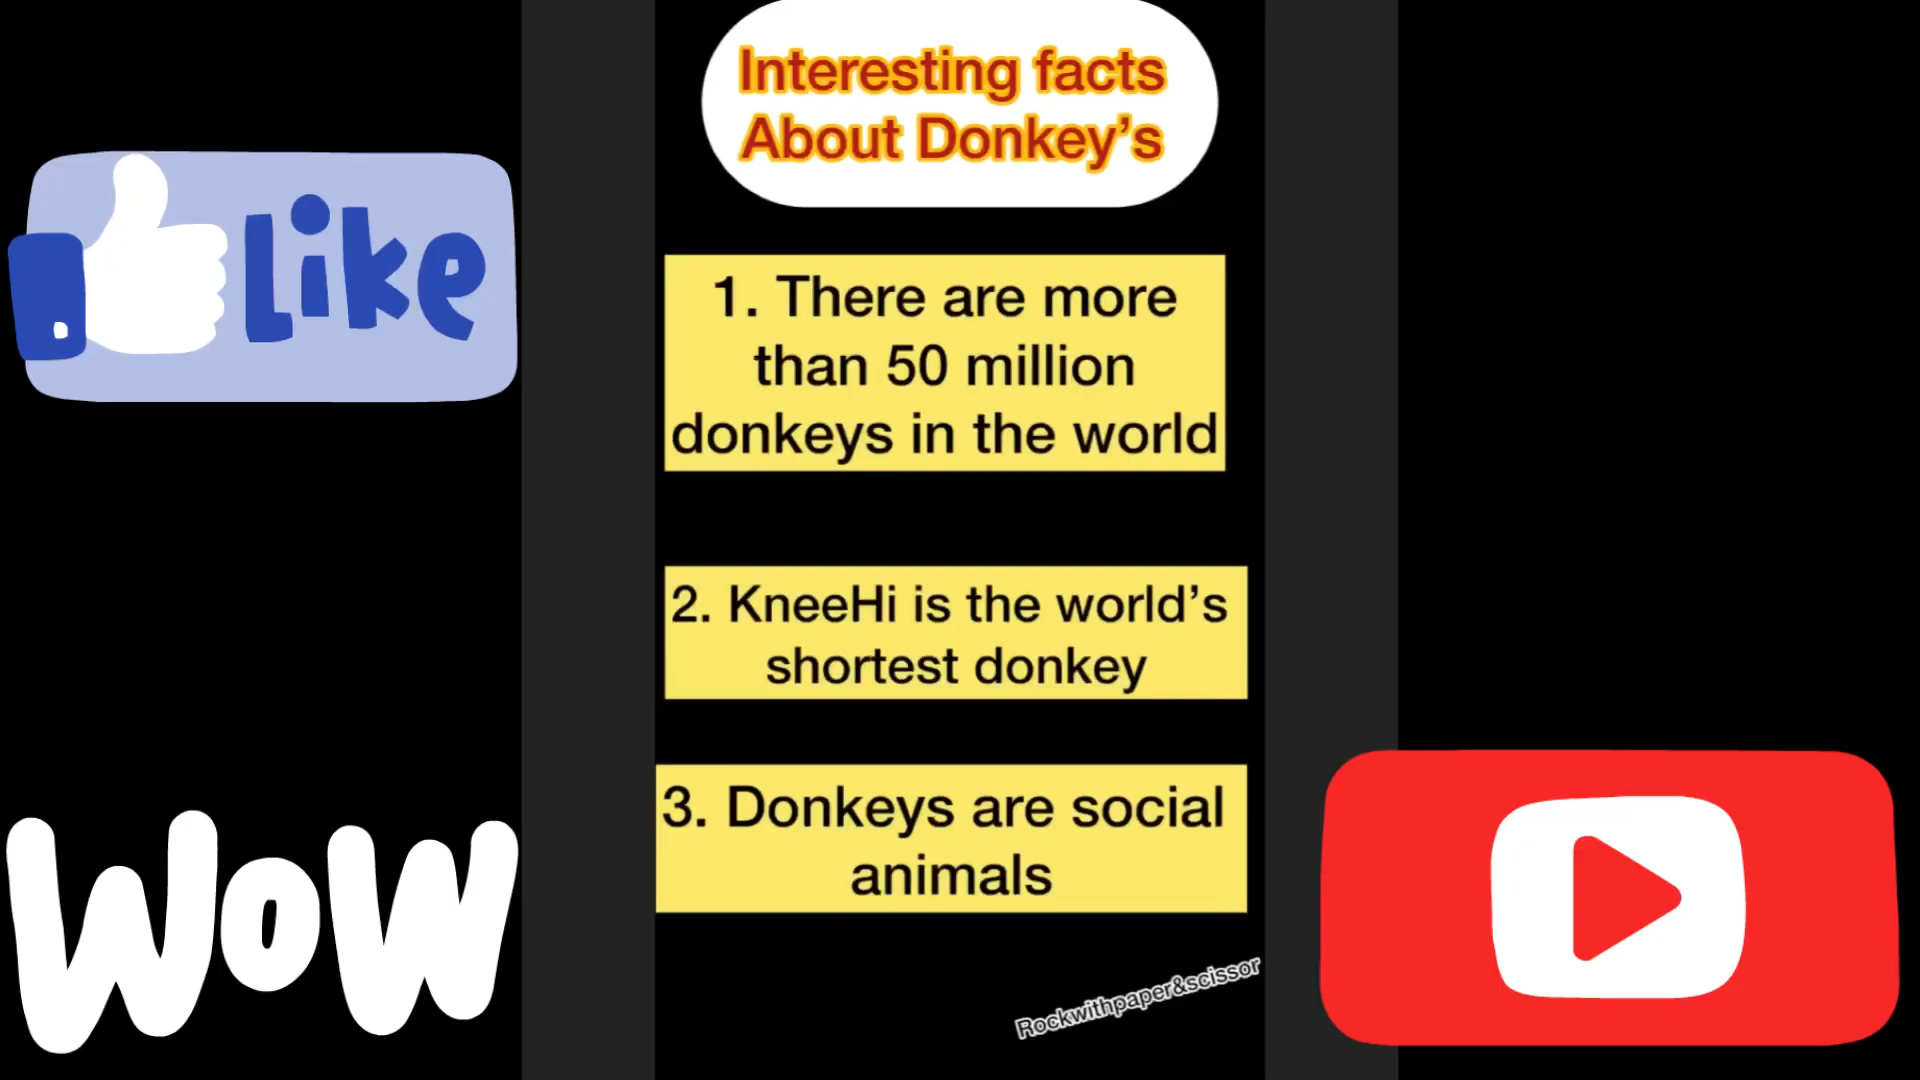 Interesting facts
About Donkey’s
Like
1. There are more
than 50 million
donkeys in the world
2. KneeHi is the world’s
shortest donkey
3. Donkeys are social
animals
WoW
Rockwithpaper&scissor